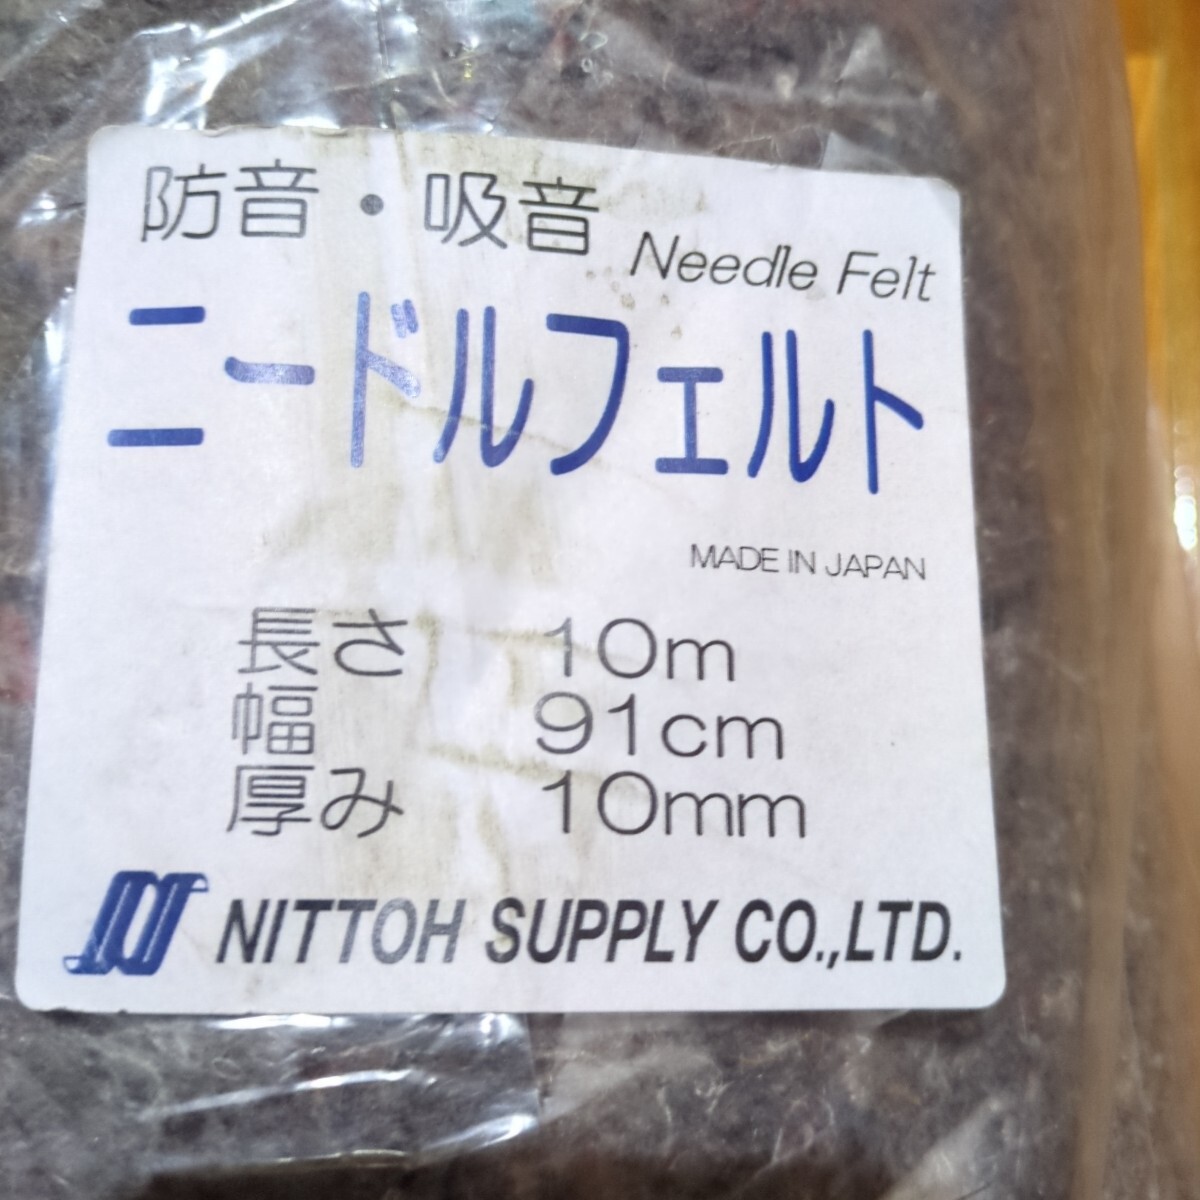 防音・吸音
Needle Felt
ニードルフェルト
MADE IN JAPAN
長さ 10m
幅 91cm
厚み 10mm
NITTOH SUPPLY CO.,LTD.